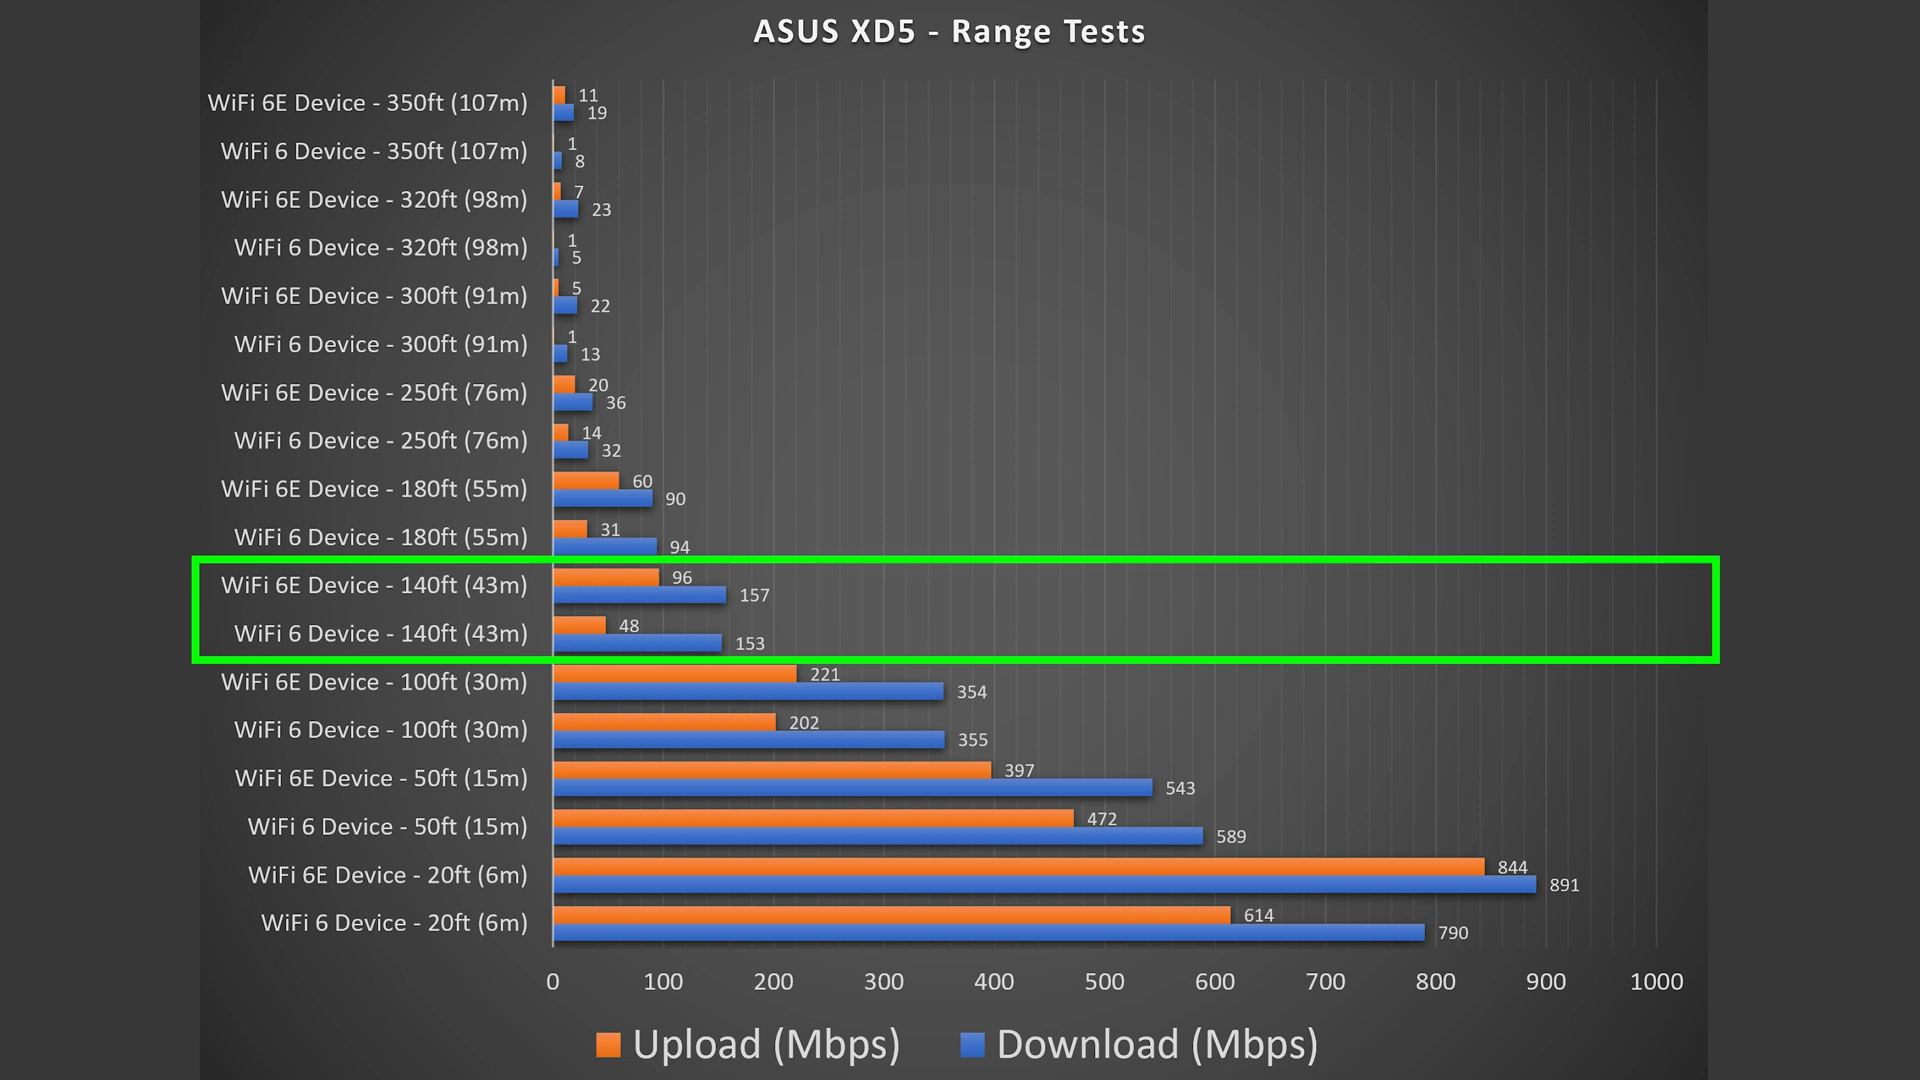 ASUS XD5 - Range Tests
WiFi 6E Device - 350ft (107m)
11
19
WiFi 6 Device - 350ft (107m)
1
8
WiFi 6E Device - 320ft (98m)
7
23
WiFi 6 Device - 320ft (98m)
1
5
WiFi 6E Device - 300ft (91m)
5
22
WiFi 6 Device - 300ft (91m)
1
13
WiFi 6E Device - 250ft (76m)
20
36
WiFi 6 Device - 250ft (76m)
14
32
WiFi 6E Device - 180ft (55m)
60
90
WiFi 6 Device - 180ft (55m)
31
94
WiFi 6E Device - 140ft (43m)
96
157
WiFi 6 Device - 140ft (43m)
48
153
WiFi 6E Device - 100ft (30m)
221
354
WiFi 6 Device - 100ft (30m)
202
355
WiFi 6E Device - 50ft (15m)
397
543
WiFi 6 Device - 50ft (15m)
472
589
WiFi 6E Device - 20ft (6m)
844
891
WiFi 6 Device - 20ft (6m)
614
790
0 100 200 300 400 500 600 700 800 900 1000
Upload (Mbps) Download (Mbps)